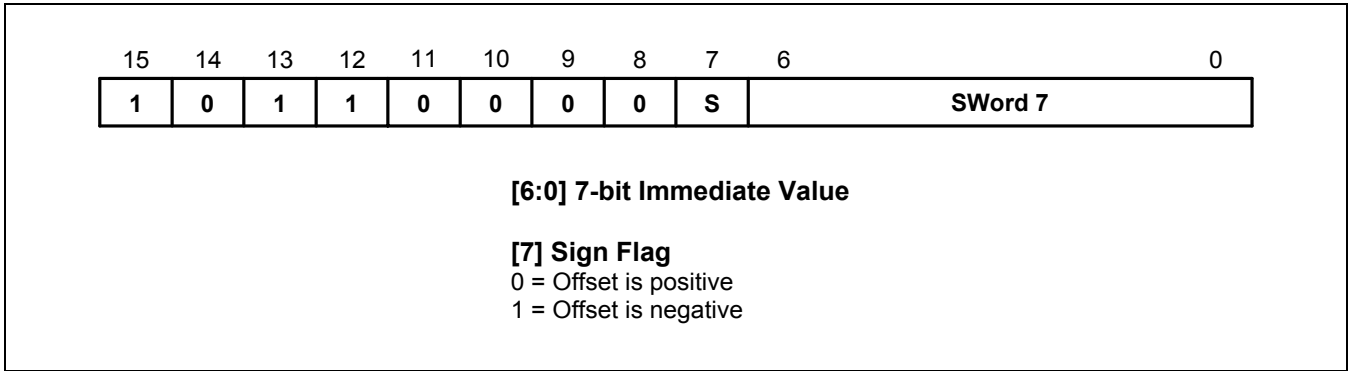 15 14 13 12 11 10 9 8 7 6 0
1 0 1 1 0 0 0 0 S SWord 7
[6:0] 7-bit Immediate Value
[7] Sign Flag
0 = Offset is positive
1 = Offset is negative